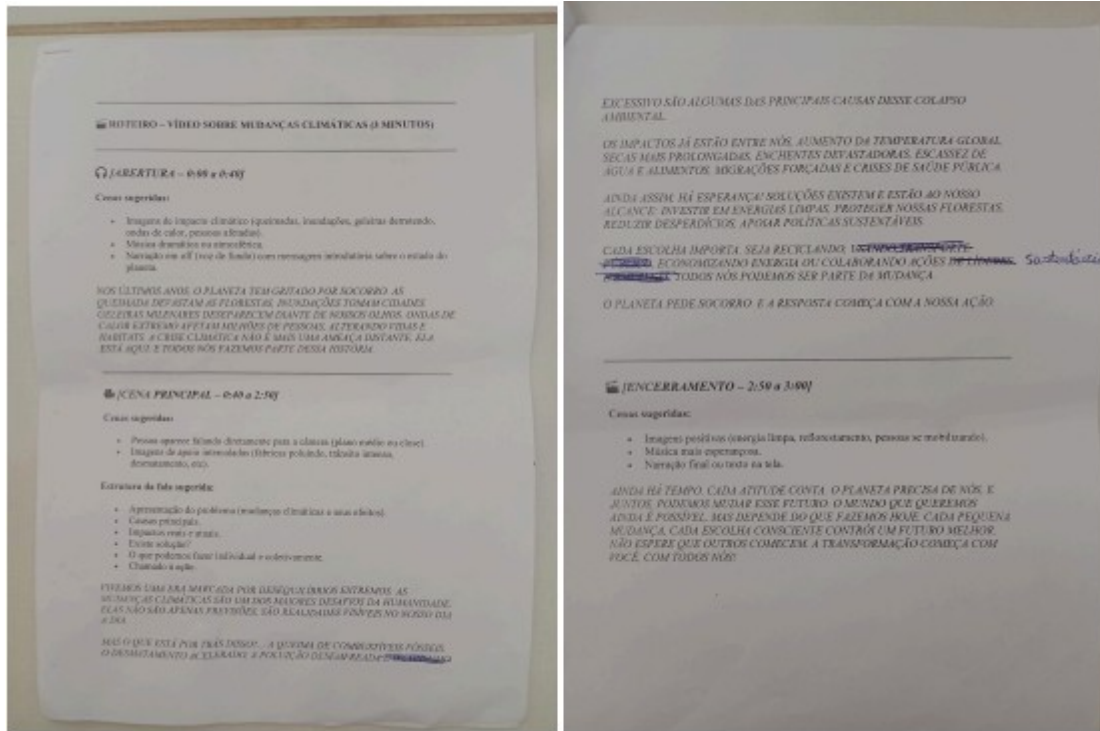 ROTEIRO – VÍDEO SOBRE MUDANÇAS CLIMÁTICAS (3 MINUTOS)
[ABERTURA – 0:00 a 0:40]
Cenas sugeridas:
• Imagens de impacto climático (queimadas, inundações, geleiras derretendo,
ondas de calor, pessoas afetadas).
• Música dramática ou atmosférica.
• Narração em off (voz de fundo) com mensagem introdutória sobre o estado do
planeta.
NOS ÚLTIMOS ANOS, O PLANETA TEM GRITADO POR SOCORRO. AS
QUEIMADA DEVASTAM AS FLORESTAS, INUNDAÇÕES TOMAM CIDADES,
GELEIRAS MILENARES DESAPARECEM DIANTE DE NOSSOS OLHOS. ONDAS DE
CALOR EXTREMO AFETAM MILHÕES DE PESSOAS, ALTERANDO VIDAS E
HABITATS. A CRISE CLIMÁTICA NÃO É MAIS UMA AMEAÇA DISTANTE, ELA
ESTÁ AQUI. E TODOS NÓS FAZEMOS PARTE DESSA HISTÓRIA.
[CENA PRINCIPAL – 0:40 a 2:50]
Cenas sugeridas:
• Pessoa aparece falando diretamente para a câmera (plano médio ou close).
• Imagens de apoio intercaladas (fábricas poluindo, trânsito intenso,
desmatamento, etc).
Estrutura da fala sugerida:
• Apresentação do problema (mudanças climáticas e seus efeitos).
• Causas principais.
• Impactos reais e atuais.
• Existe solução?
• O que podemos fazer individual e coletivamente.
• Chamado à ação.
VIVEMOS UMA ERA MARCADA POR DESEQUILÍBRIOS EXTREMOS. AS
MUDANÇAS CLIMÁTICAS SÃO UM DOS MAIORES DESAFIOS DA HUMANIDADE.
ELAS NÃO SÃO APENAS PREVISÕES, SÃO REALIDADES VISÍVEIS NO NOSSO DIA
A DIA.
MAS O QUE ESTÁ POR TRÁS DISSO?... A QUEIMA DE COMBUSTÍVEIS FÓSSEIS,
O DESMATAMENTO ACELERADO, A POLUIÇÃO
EXCESSIVO SÃO ALGUMAS DAS PRINCIPAIS CAUSAS DESSE COLAPSO
AMBIENTAL.
OS IMPACTOS JÁ ESTÃO ENTRE NÓS, AUMENTO DA TEMPERATURA GLOBAL,
SECAS MAIS PROLONGADAS, ENCHENTES DEVASTADORAS, ESCASSEZ DE
ÁGUA E ALIMENTOS, MIGRAÇÕES FORÇADAS E CRISES DE SAÚDE PÚBLICA.
AINDA ASSIM, HÁ ESPERANÇA! SOLUÇÕES EXISTEM E ESTÃO AO NOSSO
ALCANCE: INVESTIR EM ENERGIAS LIMPAS, PROTEGER NOSSAS FLORESTAS,
REDUZIR DESPERDÍCIOS, APOIAR POLÍTICAS SUSTENTÁVEIS.
CADA ESCOLHA IMPORTA. SEJA RECICLANDO, USANDO TRANSPORTE
ECONOMIZANDO ENERGIA OU COLABORANDO AÇÕES
TODOS NÓS PODEMOS SER PARTE DA MUDANÇA.
O PLANETA PEDE SOCORRO. E A RESPOSTA COMEÇA COM A NOSSA AÇÃO.
[ENCERRAMENTO – 2:50 a 3:00]
Cenas sugeridas:
• Imagens positivas (energia limpa, reflorestamento, pessoas se mobilizando).
• Música mais esperançosa.
• Narração final ou texto na tela.
AINDA HÁ TEMPO. CADA ATITUDE CONTA. O PLANETA PRECISA DE NÓS, E
JUNTOS, PODEMOS MUDAR ESSE FUTURO. O MUNDO QUE QUEREMOS
AINDA É POSSÍVEL, MAS DEPENDE DO QUE FAZEMOS HOJE. CADA PEQUENA
MUDANÇA, CADA ESCOLHA CONSCIENTE CONTRÓI UM FUTURO MELHOR.
NÃO ESPERE QUE OUTROS COMECEM. A TRANSFORMAÇÃO COMEÇA COM
VOCÊ, COM TODOS NÓS!